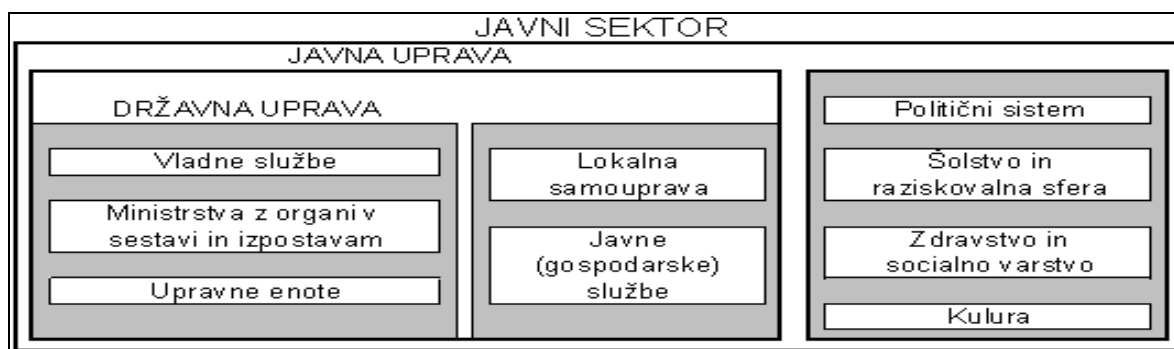 JAVNI SEKTOR
JAVNA UPRAVA
DRŽAVNA UPRAVA
Vladne službe
Ministrstva z organi v
sestavi in izpostavam
Upravne enote
Lokalna
samouprava
Javne
(gospodarske)
službe
Politični sistem
Šolstvo in
raziskovalna sfera
Zdravstvo in
socialno varstvo
Kulura